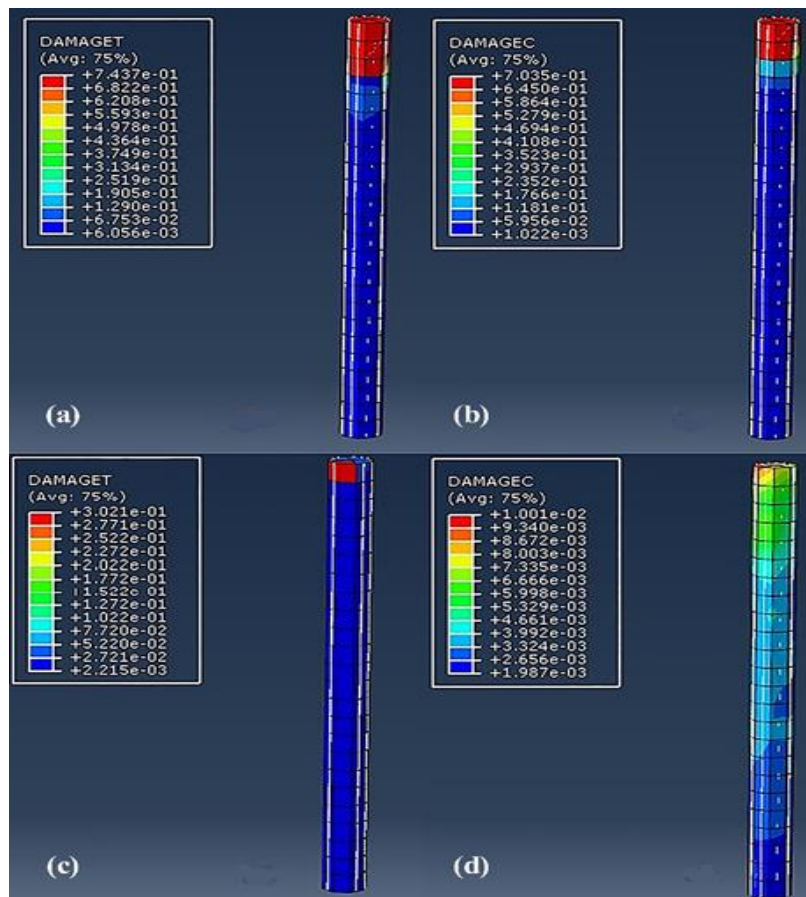 DAMAGET
(Avg: 75%)
+7.437e-01
+6.822e-01
+6.208e-01
+5.593e-01
+4.978e-01
+4.364e-01
+3.749e-01
+3.134e-01
+2.519e-01
+1.905e-01
+1.290e-01
+6.753e-02
+6.056e-03
(a)
DAMAGEC
(Avg: 75%)
+7.035e-01
+6.450e-01
+5.864e-01
+5.279e-01
+4.694e-01
+4.108e-01
+3.523e-01
+2.937e-01
+2.352e-01
+1.766e-01
+1.181e-01
+5.956e-02
+1.022e-03
(b)
DAMAGET
(Avg: 75%)
+3.021e-01
+2.771e-01
+2.522e-01
+2.272e-01
+2.022e-01
+1.772e-01
+1.522e-01
+1.272e-01
+1.022e-01
+7.720e-02
+5.220e-02
+2.721e-02
+2.215e-03
(c)
DAMAGEC
(Avg: 75%)
+1.001e-02
+9.340e-03
+8.672e-03
+8.003e-03
+7.335e-03
+6.666e-03
+5.998e-03
+5.329e-03
+4.661e-03
+3.992e-03
+3.324e-03
+2.656e-03
+1.987e-03
(d)